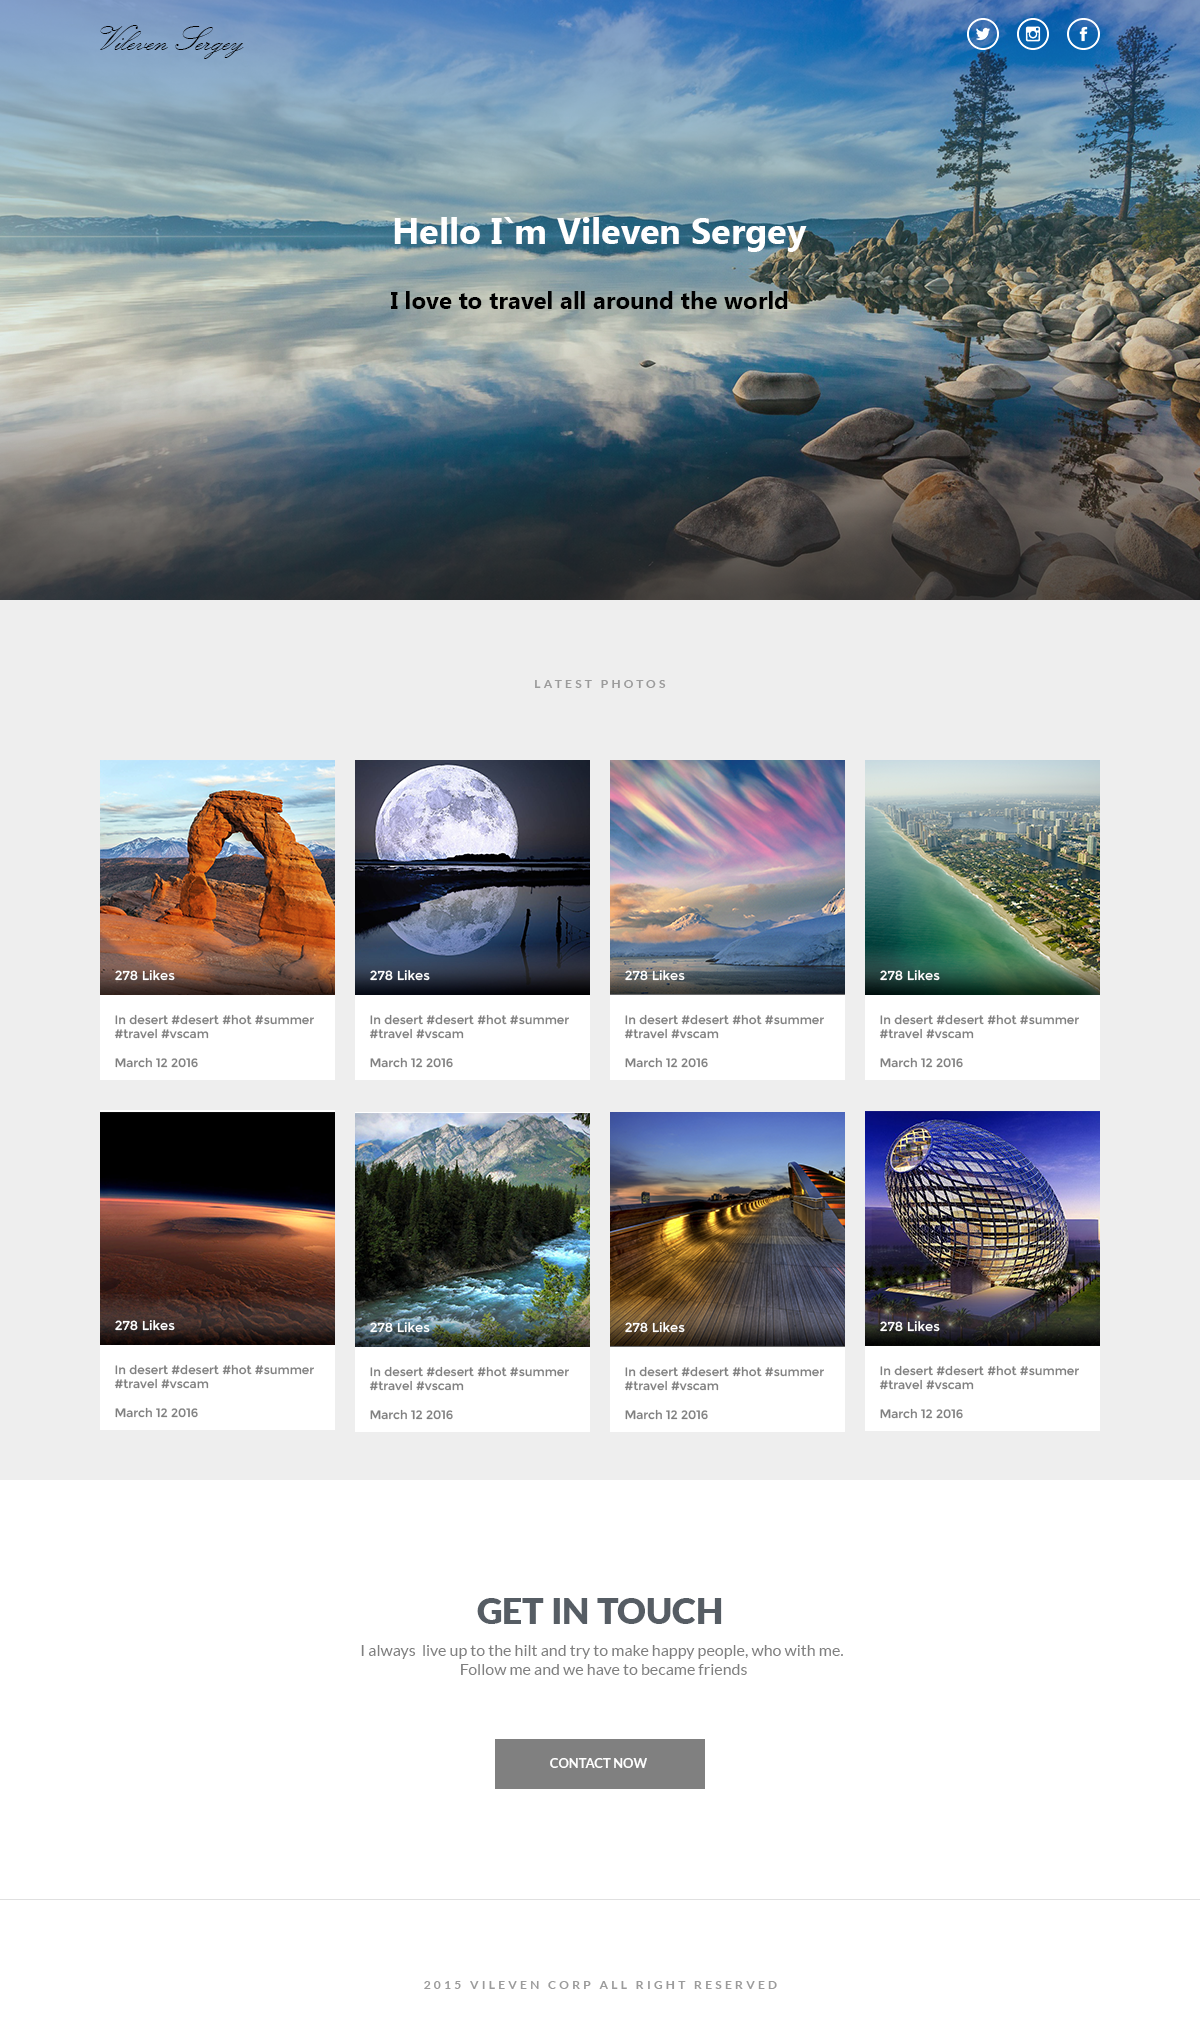 Vileven Sergey
Hello I`m Vileven Sergey
I love to travel all around the world
LATEST PHOTOS
278 Likes
In desert #desert #hot #summer
#travel #vscam
March 12 2016
278 Likes
In desert #desert #hot #summer
#travel #vscam
March 12 2016
278 Likes
In desert #desert #hot #summer
#travel #vscam
March 12 2016
278 Likes
In desert #desert #hot #summer
#travel #vscam
March 12 2016
278 Likes
In desert #desert #hot #summer
#travel #vscam
March 12 2016
278 Likes
In desert #desert #hot #summer
#travel #vscam
March 12 2016
278 Likes
In desert #desert #hot #summer
#travel #vscam
March 12 2016
278 Likes
In desert #desert #hot #summer
#travel #vscam
March 12 2016
GET IN TOUCH
I always  live up to the hilt and try to make happy people, who with me.
Follow me and we have to became friends
CONTACT NOW
2015 VILEVEN CORP ALL RIGHT RESERVED